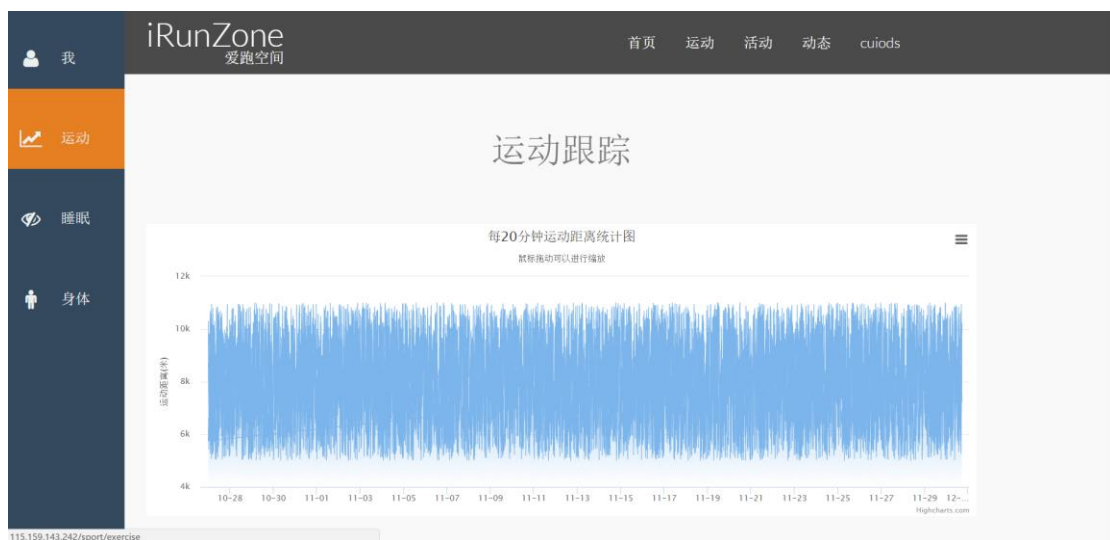 iRunZone
爱跑空间
首页 运动 活动 动态 cuiods
我
运动
睡眠
身体
运动跟踪
每20分钟运动距离统计图
鼠标拖动可以进行缩放
运动距离(米)
12k
10k
8k
6k
4k
10-28 10-30 11-01 11-03 11-05 11-07 11-09 11-11 11-13 11-15 11-17 11-19 11-21 11-23 11-25 11-27 11-29 12-...
Highcharts.com
115.159.143.242/sport/exercise